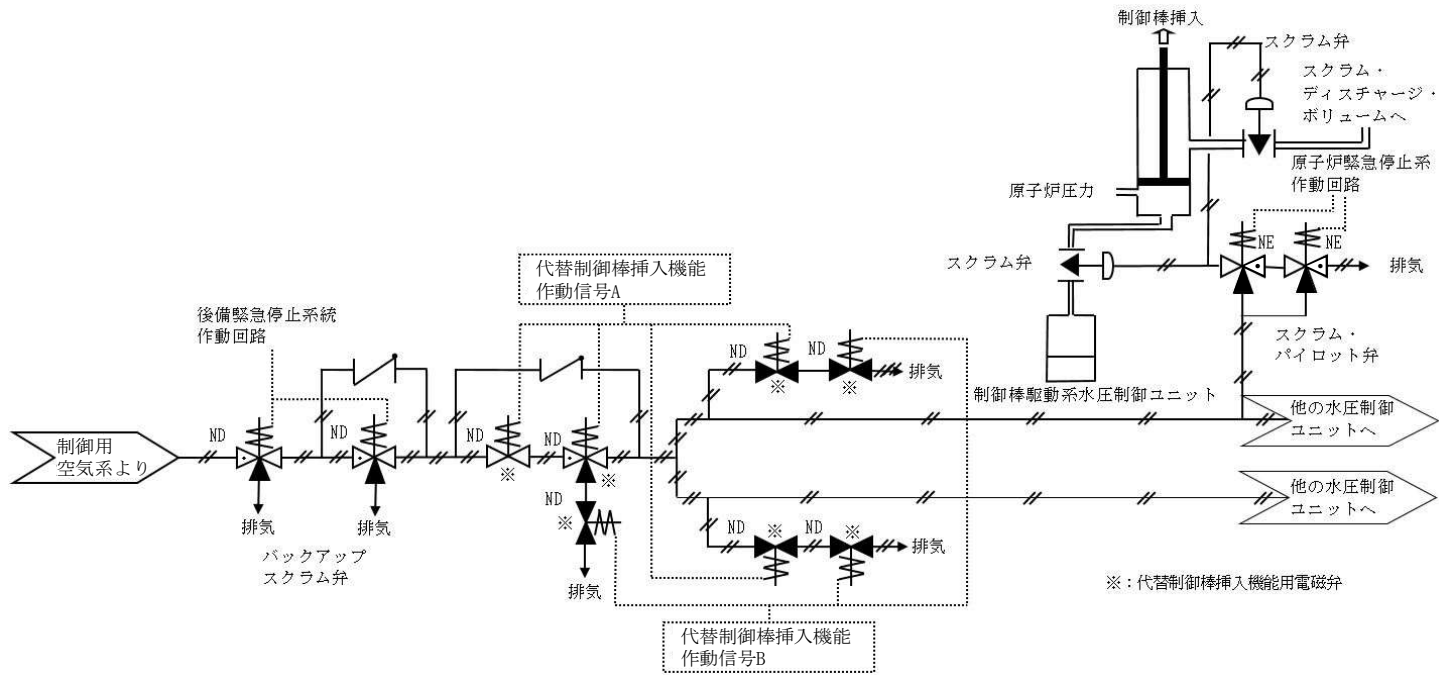 制御棒挿入
スクラム弁
スクラム・
ディスチャージ・
ボリュームへ
原子炉緊急停止系
作動回路
原子炉圧力
NE
NE
スクラム弁
排気
スクラム・
パイロット弁
制御棒駆動系水圧制御ユニット
代替制御棒挿入機能
作動信号A
後備緊急停止系統
作動回路
ND
ND
※
※
排気
制御用
空気系より
ND
ND
ND
ND
※
※
排気
排気
バックアップ
スクラム弁
ND
※
排気
ND
ND
※
※
排気
他の水圧制御
ユニットへ
他の水圧制御
ユニットへ
代替制御棒挿入機能
作動信号B
※：代替制御棒挿入機能用電磁弁